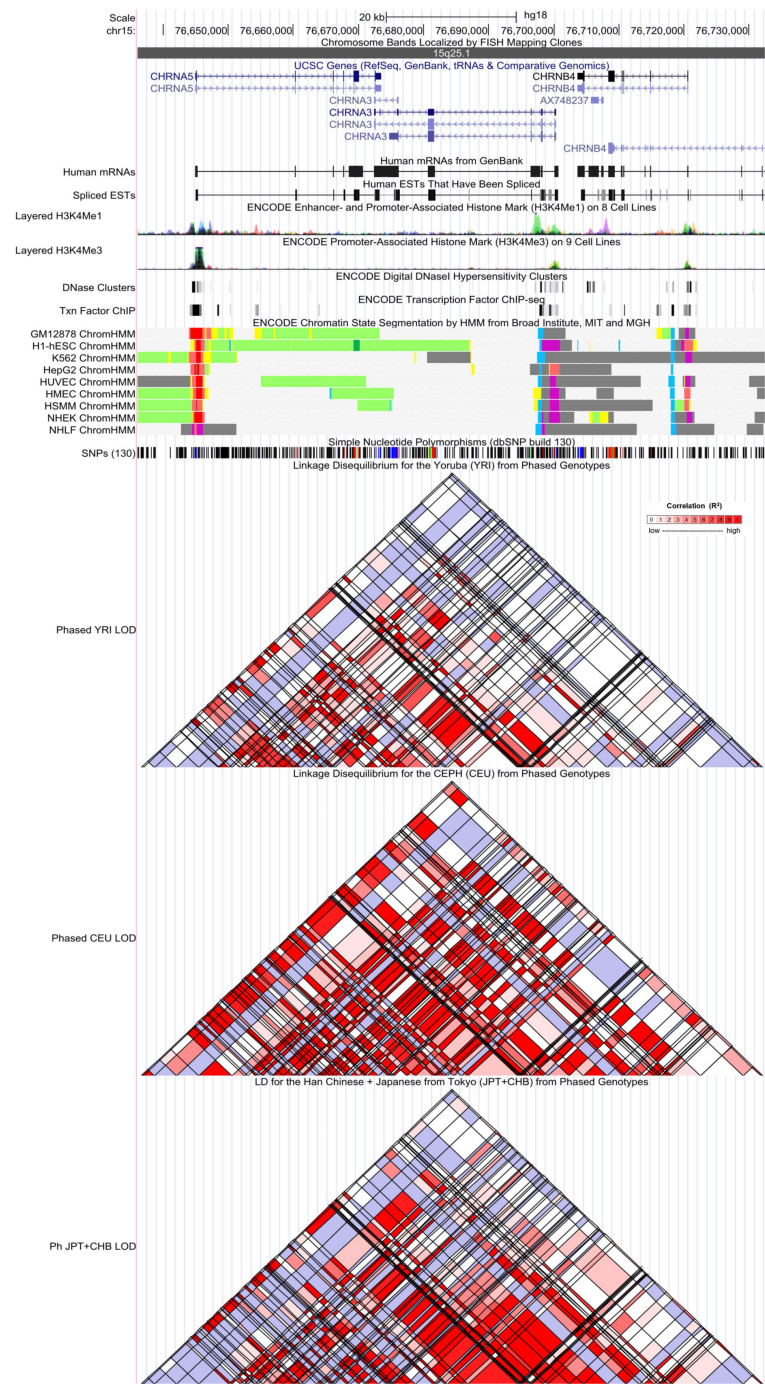 Scale 20 kb hg18
chr15: 76,650,000 76,660,000 76,670,000 76,680,000 76,690,000 76,700,000 76,710,000 76,720,000 76,730,000
Chromosome Bands Localized by FISH Mapping Clones
15q25.1
UCSC Genes (RefSeq, GenBank, tRNAs & Comparative Genomics)
CHRNA5 CHRNB4
CHRNA5 CHRNB4
CHRNA3 AX748237
CHRNA3
CHRNA3
CHRNA3
CHRNB4
Human mRNAs from GenBank
Human mRNAs
Human ESTs That Have Been Spliced
Spliced ESTs
ENCODE Enhancer- and Promoter-Associated Histone Mark (H3K4Me1) on 8 Cell Lines
Layered H3K4Me1
ENCODE Promoter-Associated Histone Mark (H3K4Me3) on 9 Cell Lines
Layered H3K4Me3
ENCODE Digital DNaseI Hypersensitivity Clusters
DNase Clusters
ENCODE Transcription Factor ChIP-seq
Txn Factor ChIP
ENCODE Chromatin State Segmentation by HMM from Broad Institute, MIT and MGH
GM12878 ChromHMM
H1-hESC ChromHMM
K562 ChromHMM
HepG2 ChromHMM
HUVEC ChromHMM
HMEC ChromHMM
HSMM ChromHMM
NHEK ChromHMM
NHLF ChromHMM
Simple Nucleotide Polymorphisms (dbSNP build 130)
SNPs (130)
Linkage Disequilibrium for the Yoruba (YRI) from Phased Genotypes
Correlation (R²)
0 .1 .2 .3 .4 .5 .6 .7 .8 .9 1
low high
Phased YRI LOD
Linkage Disequilibrium for the CEPH (CEU) from Phased Genotypes
Phased CEU LOD
LD for the Han Chinese + Japanese from Tokyo (JPT+CHB) from Phased Genotypes
Ph JPT+CHB LOD